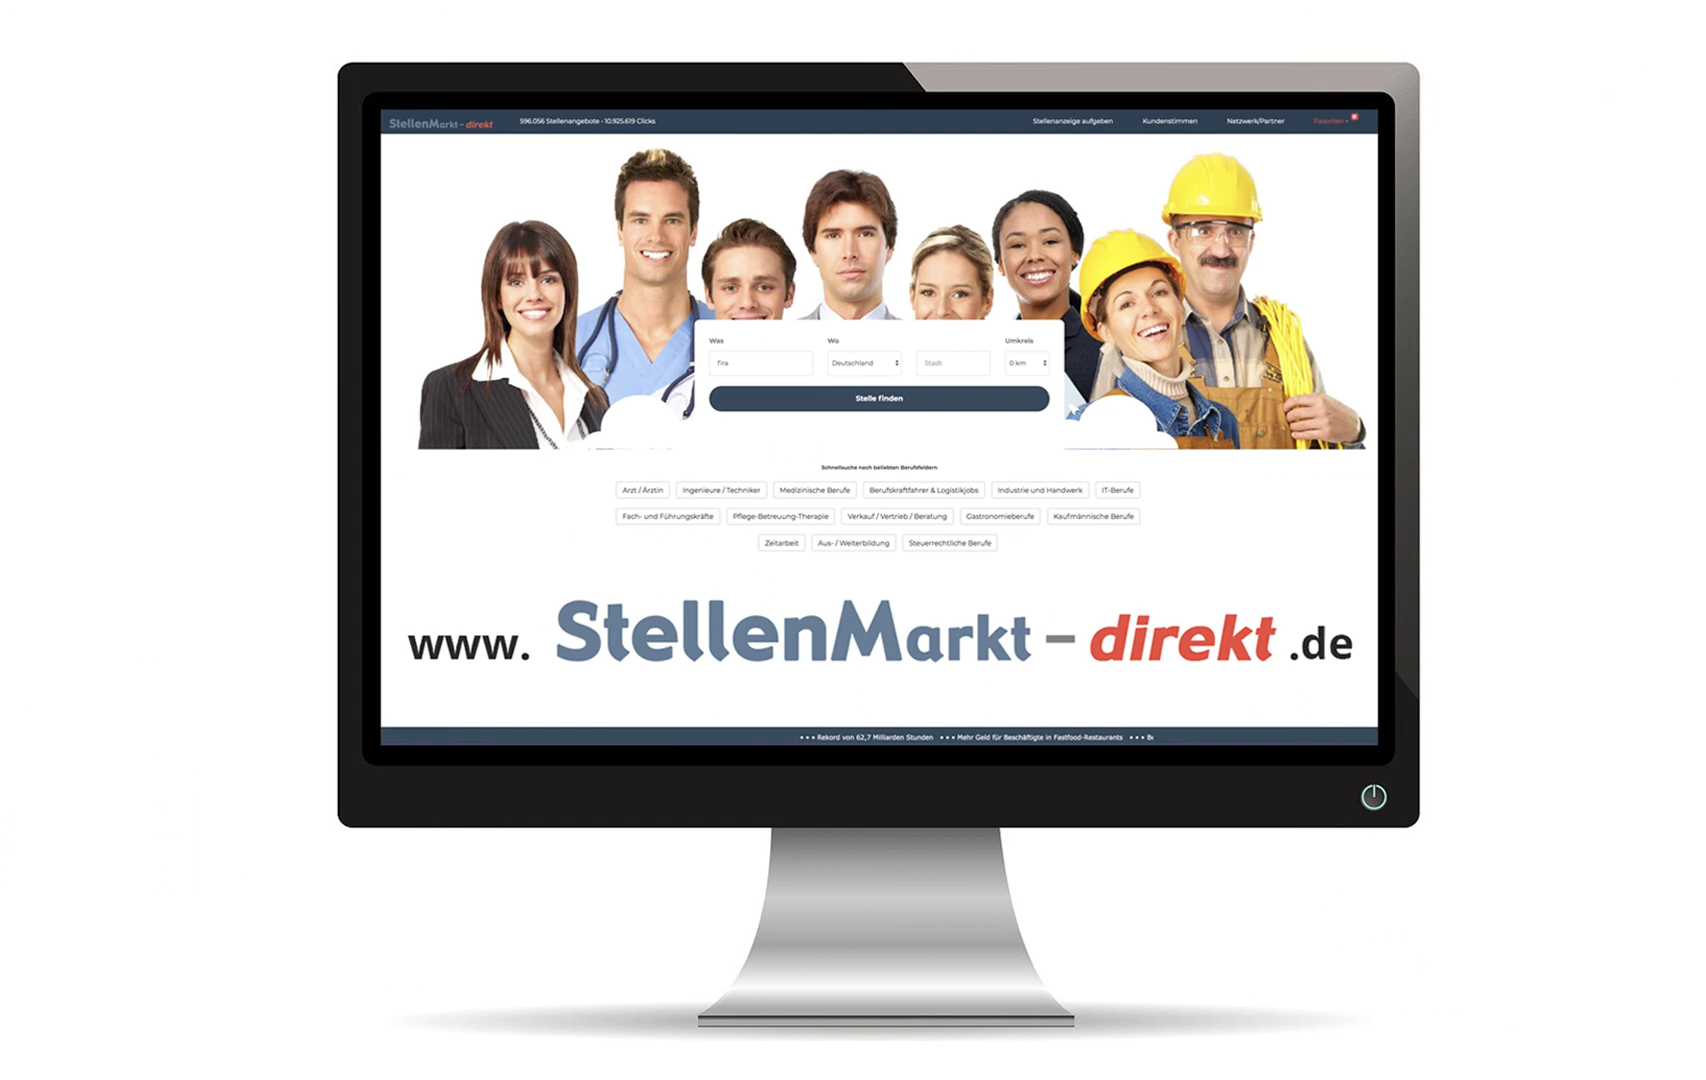 StellenMarkt - direkt 596.056 Stellenangebote - 10.925.619 Clicks Stellenanzeige aufgeben Kundenstimmen Netzwerk/Partner Favoriten
Was Wo Umkreis
fira Deutschland Stadt 0 km
Stelle finden
Schnellsuche nach beliebten Berufsfeldern
Arzt / Ärztin Ingenieure / Techniker Medizinische Berufe Berufskraftfahrer & Logistikjobs Industrie und Handwerk IT-Berufe
Fach- und Führungskräfte Pflege-Betreuung-Therapie Verkauf / Vertrieb / Beratung Gastronomieberufe Kaufmännische Berufe
Zeitarbeit Aus- / Weiterbildung Steuerrechtliche Berufe
www. StellenMarkt - direkt .de
• • • Rekord von 62,7 Milliarden Stunden • • • Mehr Geld für Beschäftigte in Fastfood-Restaurants • • •